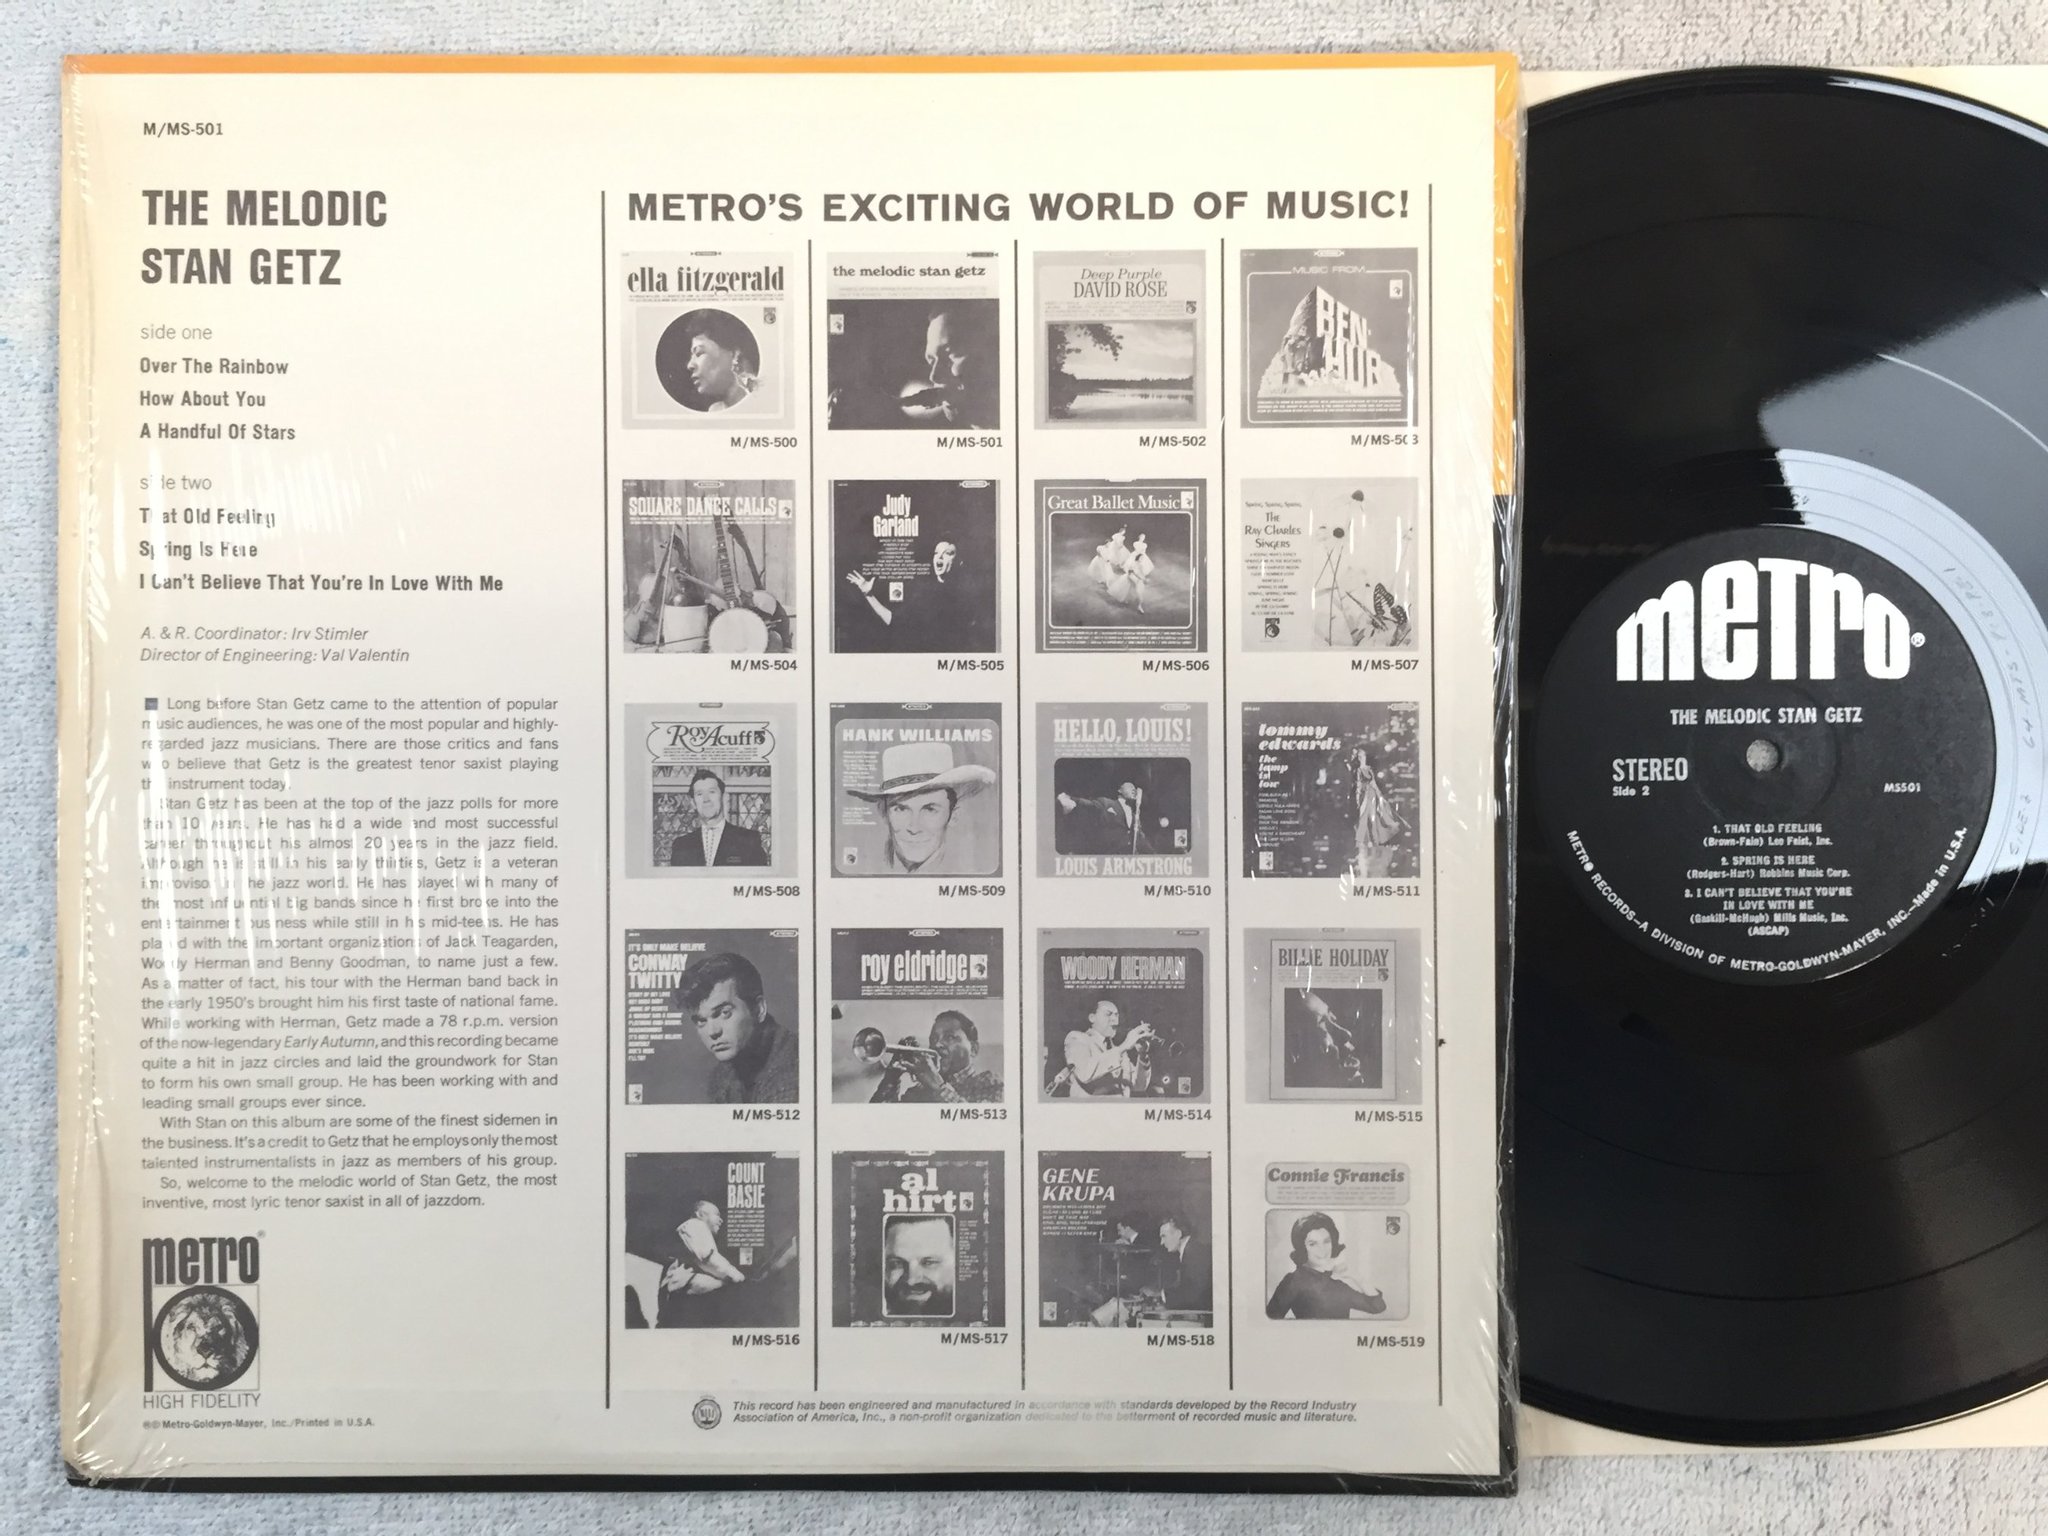 M/MS-501
THE MELODIC
STAN GETZ
side one
Over The Rainbow
How About You
A Handful Of Stars
side two
That Old Feeling
Spring Is Here
I Can't Believe That You're In Love With Me
A. & R. Coordinator: Irv Stimler
Director of Engineering: Val Valentin
Long before Stan Getz came to the attention of popular
music audiences, he was one of the most popular and highly-
regarded jazz musicians. There are those critics and fans
who believe that Getz is the greatest tenor saxist playing
the instrument today.
Stan Getz has been at the top of the jazz polls for more
than 10 years. He has had a wide and most successful
career throughout his almost 20 years in the jazz field.
Although he is still in his early thirties, Getz is a veteran
improvisor in the jazz world. He has played with many of
the most influential big bands since he first broke into the
entertainment business while still in his mid-teens. He has
played with the important organizations of Jack Teagarden,
Woody Herman and Benny Goodman, to name just a few.
As a matter of fact, his tour with the Herman band back in
the early 1950's brought him his first taste of national fame.
While working with Herman, Getz made a 78 r.p.m. version
of the now-legendary Early Autumn, and this recording became
quite a hit in jazz circles and laid the groundwork for Stan
to form his own small group. He has been working with and
leading small groups ever since.
With Stan on this album are some of the finest sidemen in
the business. It's a credit to Getz that he employs only the most
talented instrumentalists in jazz as members of his group.
So, welcome to the melodic world of Stan Getz, the most
inventive, most lyric tenor saxist in all of jazzdom.
metro®
HIGH FIDELITY
Metro-Goldwyn-Mayer, Inc./Printed in U.S.A.
METRO'S EXCITING WORLD OF MUSIC!
ella fitzgerald
M/MS-500
the melodic stan getz
M/MS-501
Deep Purple
DAVID ROSE
M/MS-502
MUSIC FROM
BEN-HUR
M/MS-503
SQUARE DANCE CALLS
M/MS-504
Judy
Garland
M/MS-505
Great Ballet Music
M/MS-506
Spring, Spring, Spring,
The
Ray Charles
Singers
M/MS-507
Roy Acuff
M/MS-508
HANK WILLIAMS
M/MS-509
HELLO, LOUIS!
LOUIS ARMSTRONG
M/MS-510
tommy
edwards
the
lamp
is
low
M/MS-511
IT'S ONLY MAKE BELIEVE
CONWAY
TWITTY
M/MS-512
roy eldridge
M/MS-513
WOODY HERMAN
M/MS-514
BILLIE HOLIDAY
M/MS-515
COUNT
BASIE
M/MS-516
al
hirt
M/MS-517
GENE
KRUPA
M/MS-518
Connie Francis
M/MS-519
This record has been engineered and manufactured in accordance with standards developed by the Record Industry
Association of America, Inc., a non-profit organization dedicated to the betterment of recorded music and literature.
metro®
THE MELODIC STAN GETZ
STEREO
Side 2
MS501
1. THAT OLD FEELING
(Brown-Fain) Leo Feist, Inc.
2. SPRING IS HERE
(Rodgers-Hart) Robbins Music Corp.
3. I CAN'T BELIEVE THAT YOU'RE
IN LOVE WITH ME
(Gaskill-McHugh) Mills Music, Inc.
(ASCAP)
METRO RECORDS—A DIVISION OF METRO-GOLDWYN-MAYER, INC.—Made in U.S.A.